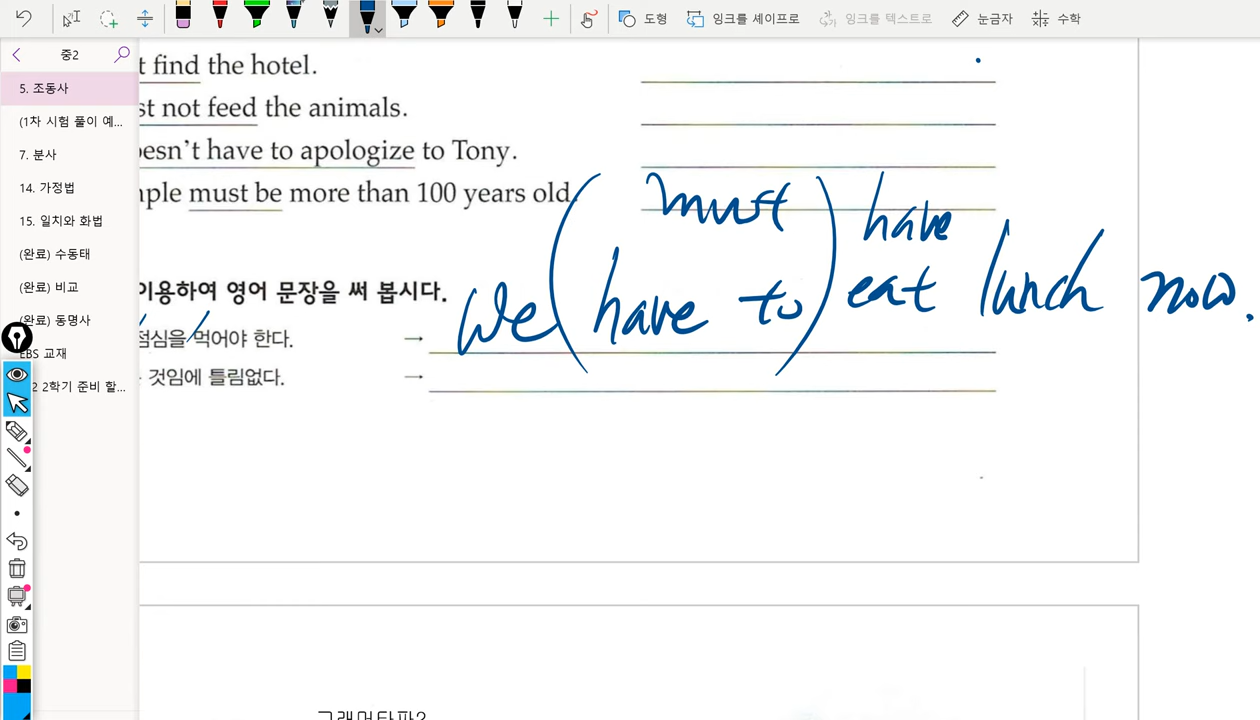 도형 잉크를 셰이프로 잉크를 텍스트로 눈금자 수학
중2
5. 조동사
(1차 시험 풀이 예...
7. 분사
14. 가정법
15. 일치와 화법
(완료) 수동태
(완료) 비교
(완료) 동명사
EBS 교재
2 2학기 준비 할...
t find the hotel.
st not feed the animals.
oesn't have to apologize to Tony.
mple must be more than 100 years old.
이용하여 영어 문장을 써 봅시다.
must have
We (have to) eat lunch now.
점심을 먹어야 한다. →
것임에 틀림없다. →